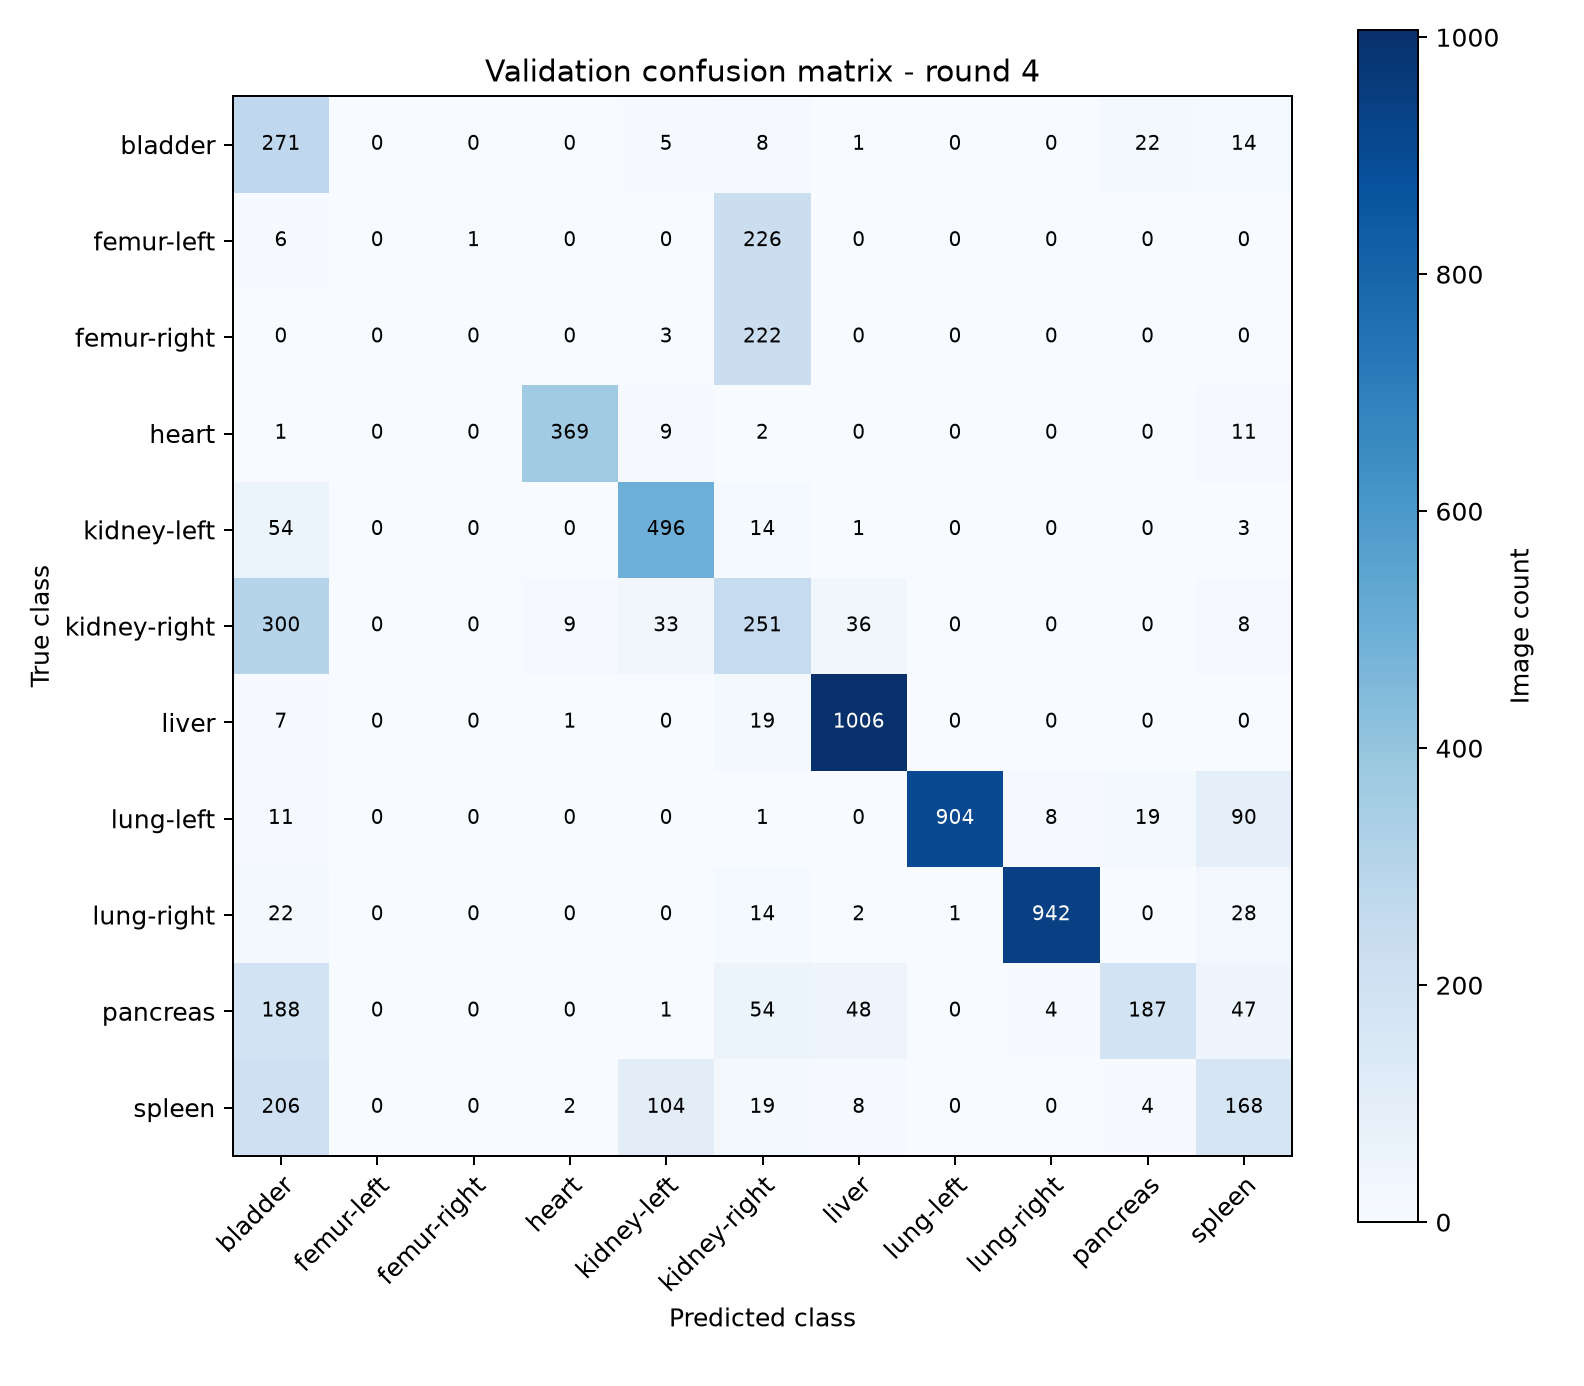 Validation confusion matrix - round 4
bladder 271 0 0 0 5 8 1 0 0 22 14
femur-left 6 0 1 0 0 226 0 0 0 0 0
femur-right 0 0 0 0 3 222 0 0 0 0 0
heart 1 0 0 369 9 2 0 0 0 0 11
kidney-left 54 0 0 0 496 14 1 0 0 0 3
kidney-right 300 0 0 9 33 251 36 0 0 0 8
liver 7 0 0 1 0 19 1006 0 0 0 0
lung-left 11 0 0 0 0 1 0 904 8 19 90
lung-right 22 0 0 0 0 14 2 1 942 0 28
pancreas 188 0 0 0 1 54 48 0 4 187 47
spleen 206 0 0 2 104 19 8 0 0 4 168
True class
bladder femur-left femur-right heart kidney-left kidney-right liver lung-left lung-right pancreas spleen
Predicted class
1000
800
600
400
200
0
Image count